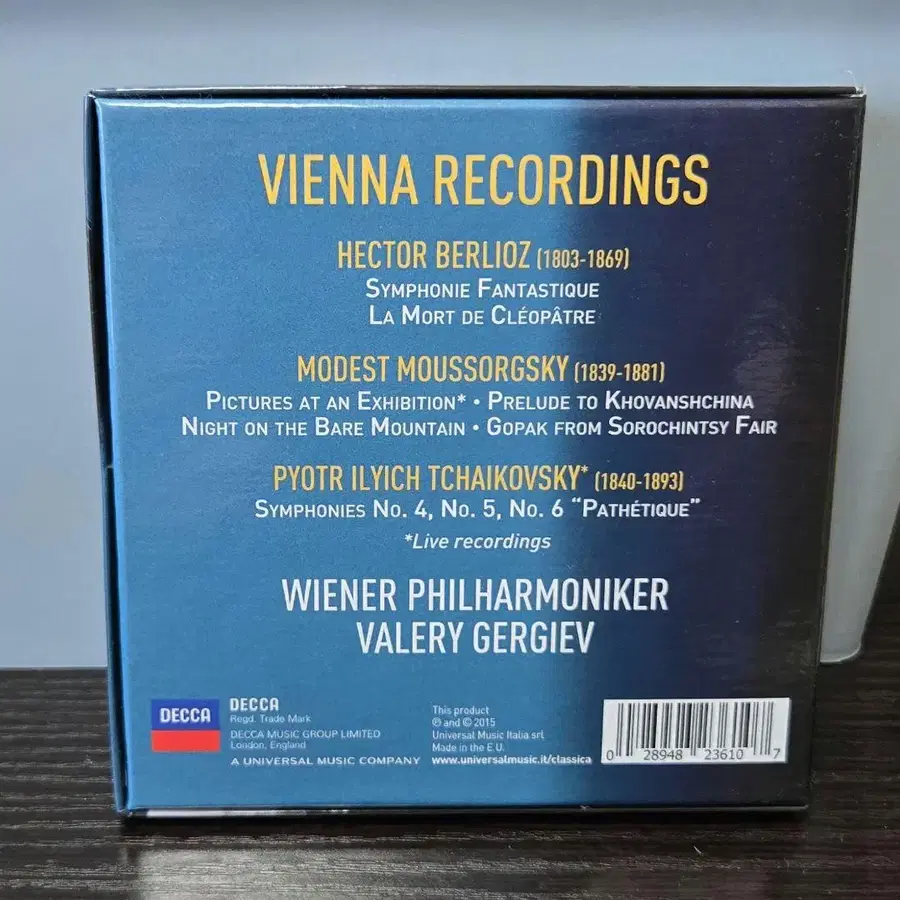 VIENNA RECORDINGS
HECTOR BERLIOZ (1803-1869)
SYMPHONIE FANTASTIQUE
LA MORT DE CLÉOPÂTRE
MODEST MOUSSORGSKY (1839-1881)
PICTURES AT AN EXHIBITION* • PRELUDE TO KHOVANSHCHINA
NIGHT ON THE BARE MOUNTAIN • GOPAK FROM SOROCHINTSY FAIR
PYOTR ILYICH TCHAIKOVSKY* (1840-1893)
SYMPHONIES NO. 4, NO. 5, NO. 6 "PATHÉTIQUE"
*Live recordings
WIENER PHILHARMONIKER
VALERY GERGIEV
DECCA
DECCA
Regd. Trade Mark
DECCA MUSIC GROUP LIMITED
London, England
A UNIVERSAL MUSIC COMPANY
This product
℗ and © 2015
Universal Music Italia srl
Made in the E.U.
www.universalmusic.it/classica
0 28948 23610 7